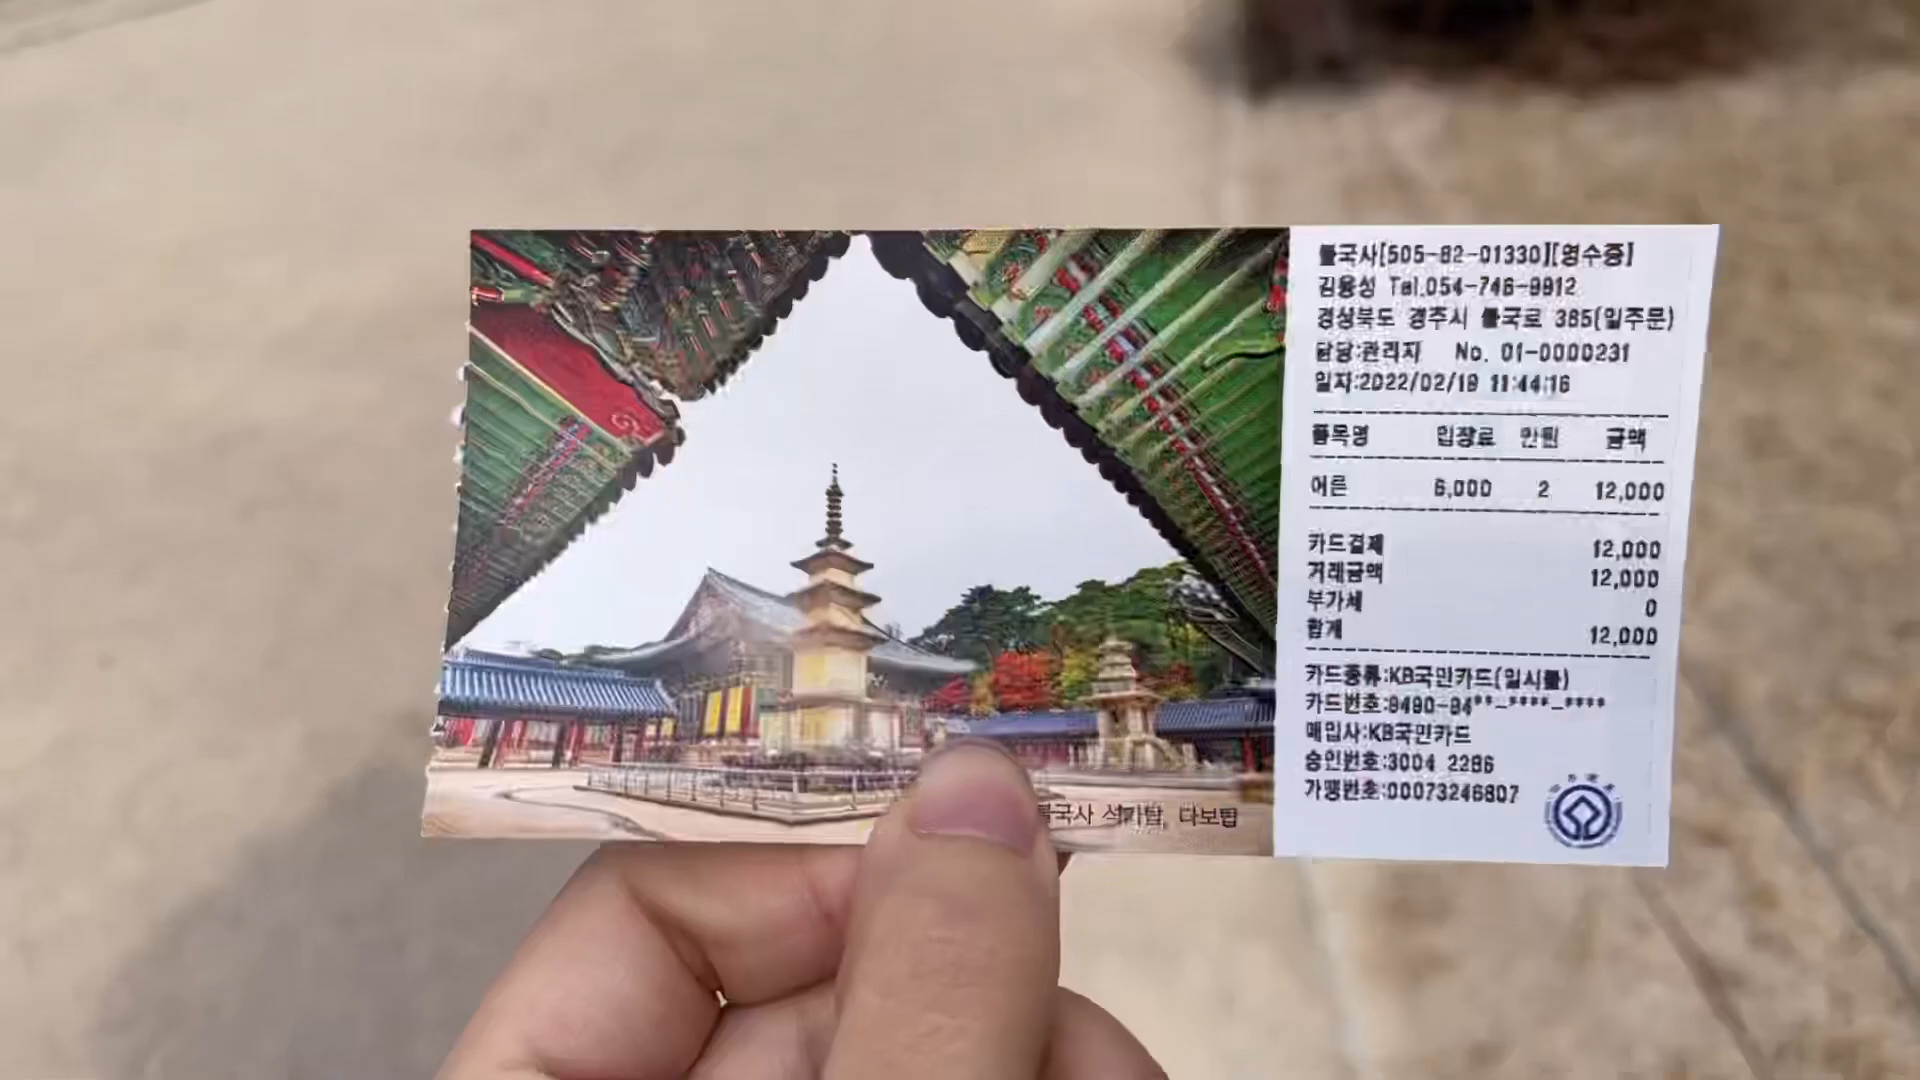 불국사[505-82-01330][영수증]
김용성 Tel.054-746-9912
경상북도 경주시 불국로 385(일주문)
담당:관리자 No. 01-0000231
일자:2022/02/19 11:44:16
품목명 입장료 인원 금액
어른 6,000 2 12,000
카드결제 12,000
거래금액 12,000
부가세 0
합계 12,000
카드종류:KB국민카드(일시불)
카드번호:9490-94**-****-****
매입사:KB국민카드
승인번호:3004 2286
가맹번호:00073246807
불국사 석가탑, 다보탑